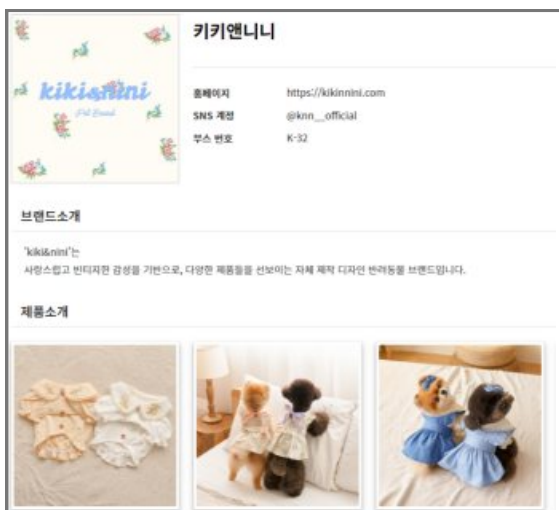 키키앤니니
kiki&nini
Pet Brand
홈페이지 https://kikinnini.com
SNS 계정 @knn__official
부스 번호 K-32
브랜드소개
'kiki&nini'는
사랑스럽고 빈티지한 감성을 기반으로, 다양한 제품들을 선보이는 자체 제작 디자인 반려동물 브랜드입니다.
제품소개